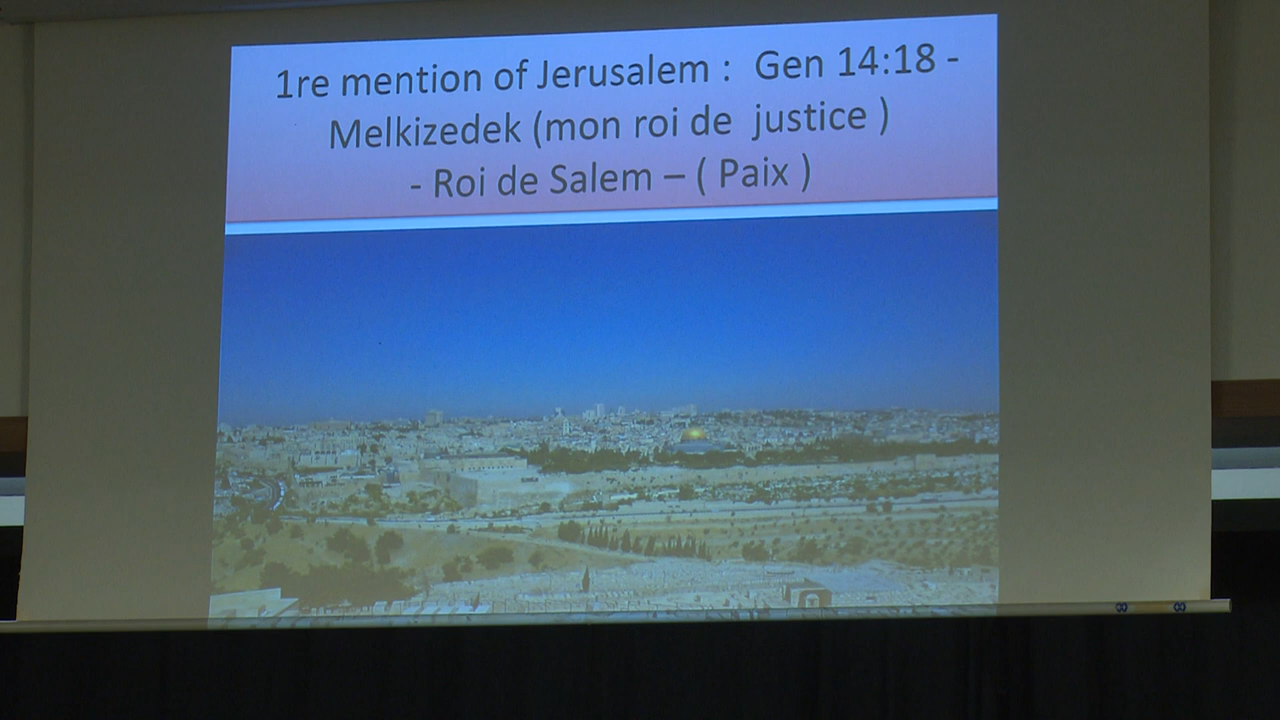 1re mention of Jerusalem : Gen 14:18 -
Melkizedek (mon roi de justice )
- Roi de Salem – ( Paix )